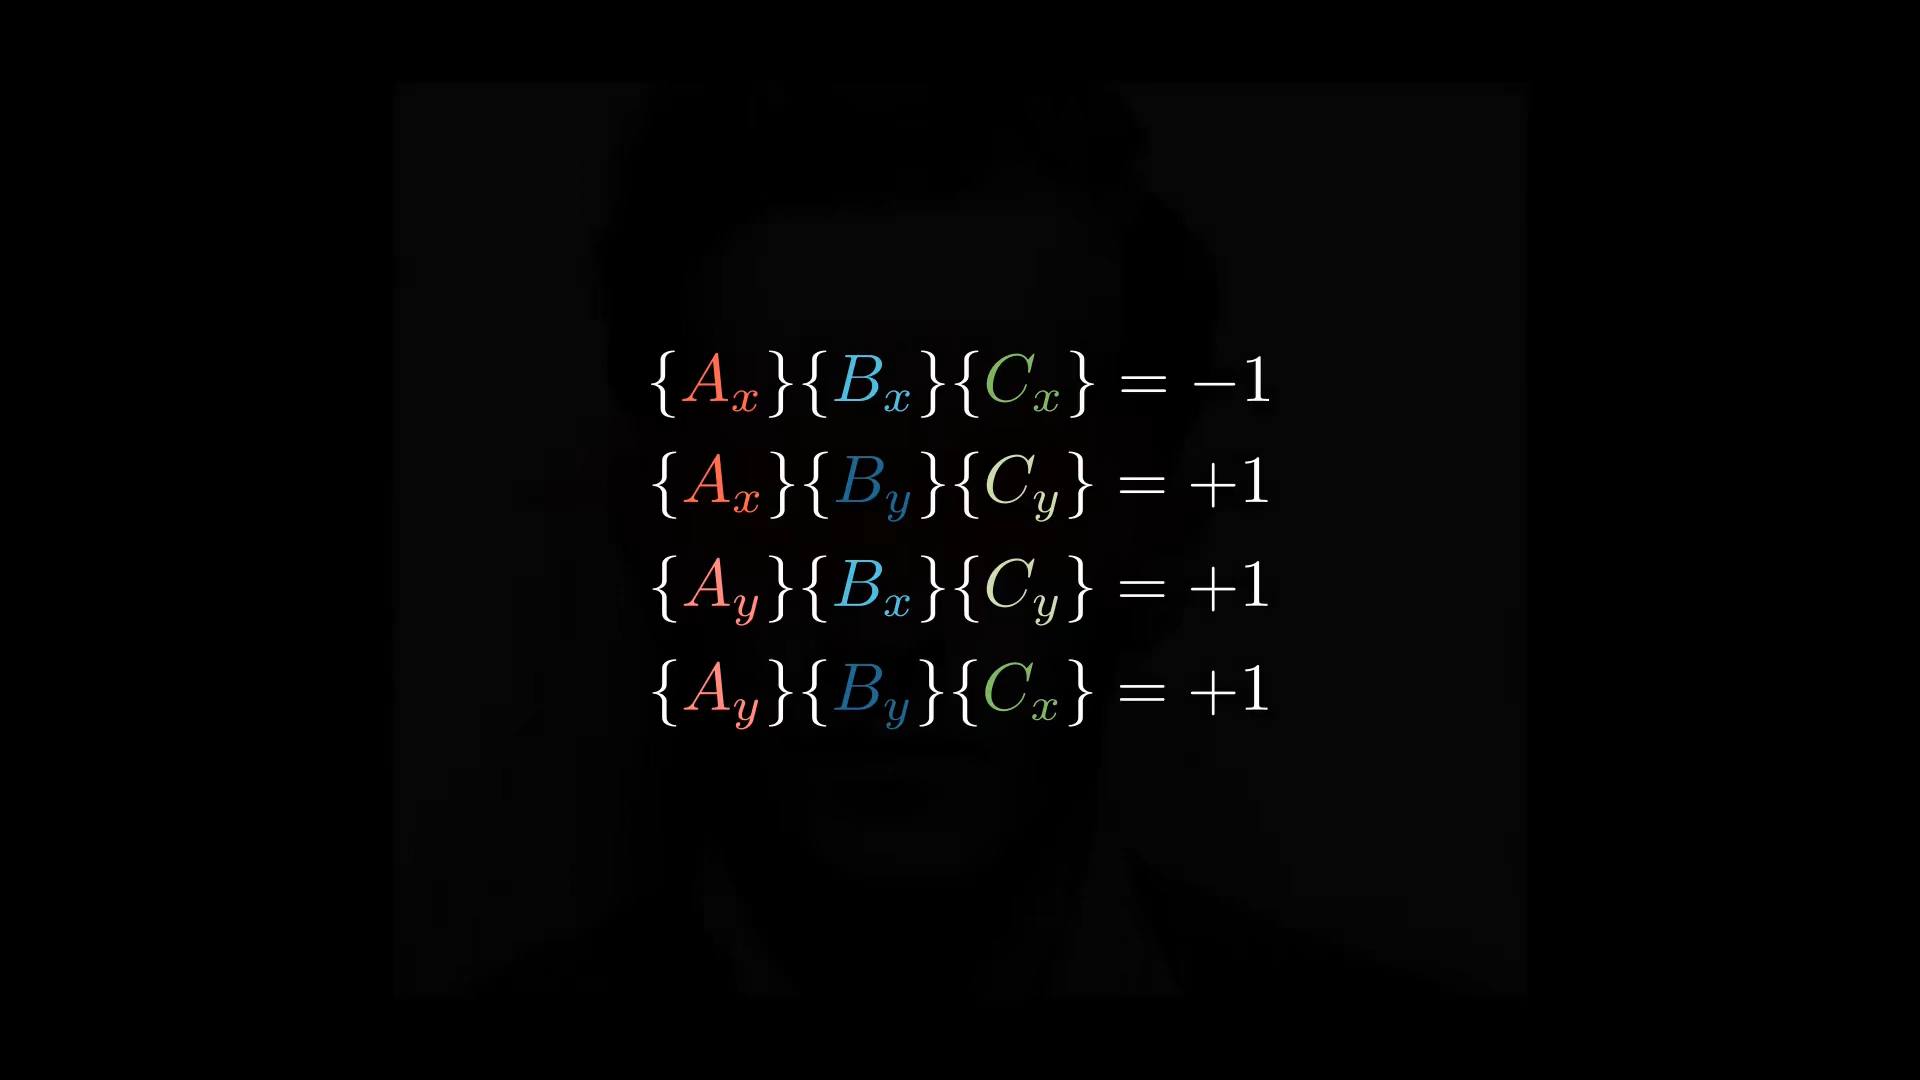 {A_x}{B_x}{C_x} = −1
{A_x}{B_y}{C_y} = +1
{A_y}{B_x}{C_y} = +1
{A_y}{B_y}{C_x} = +1